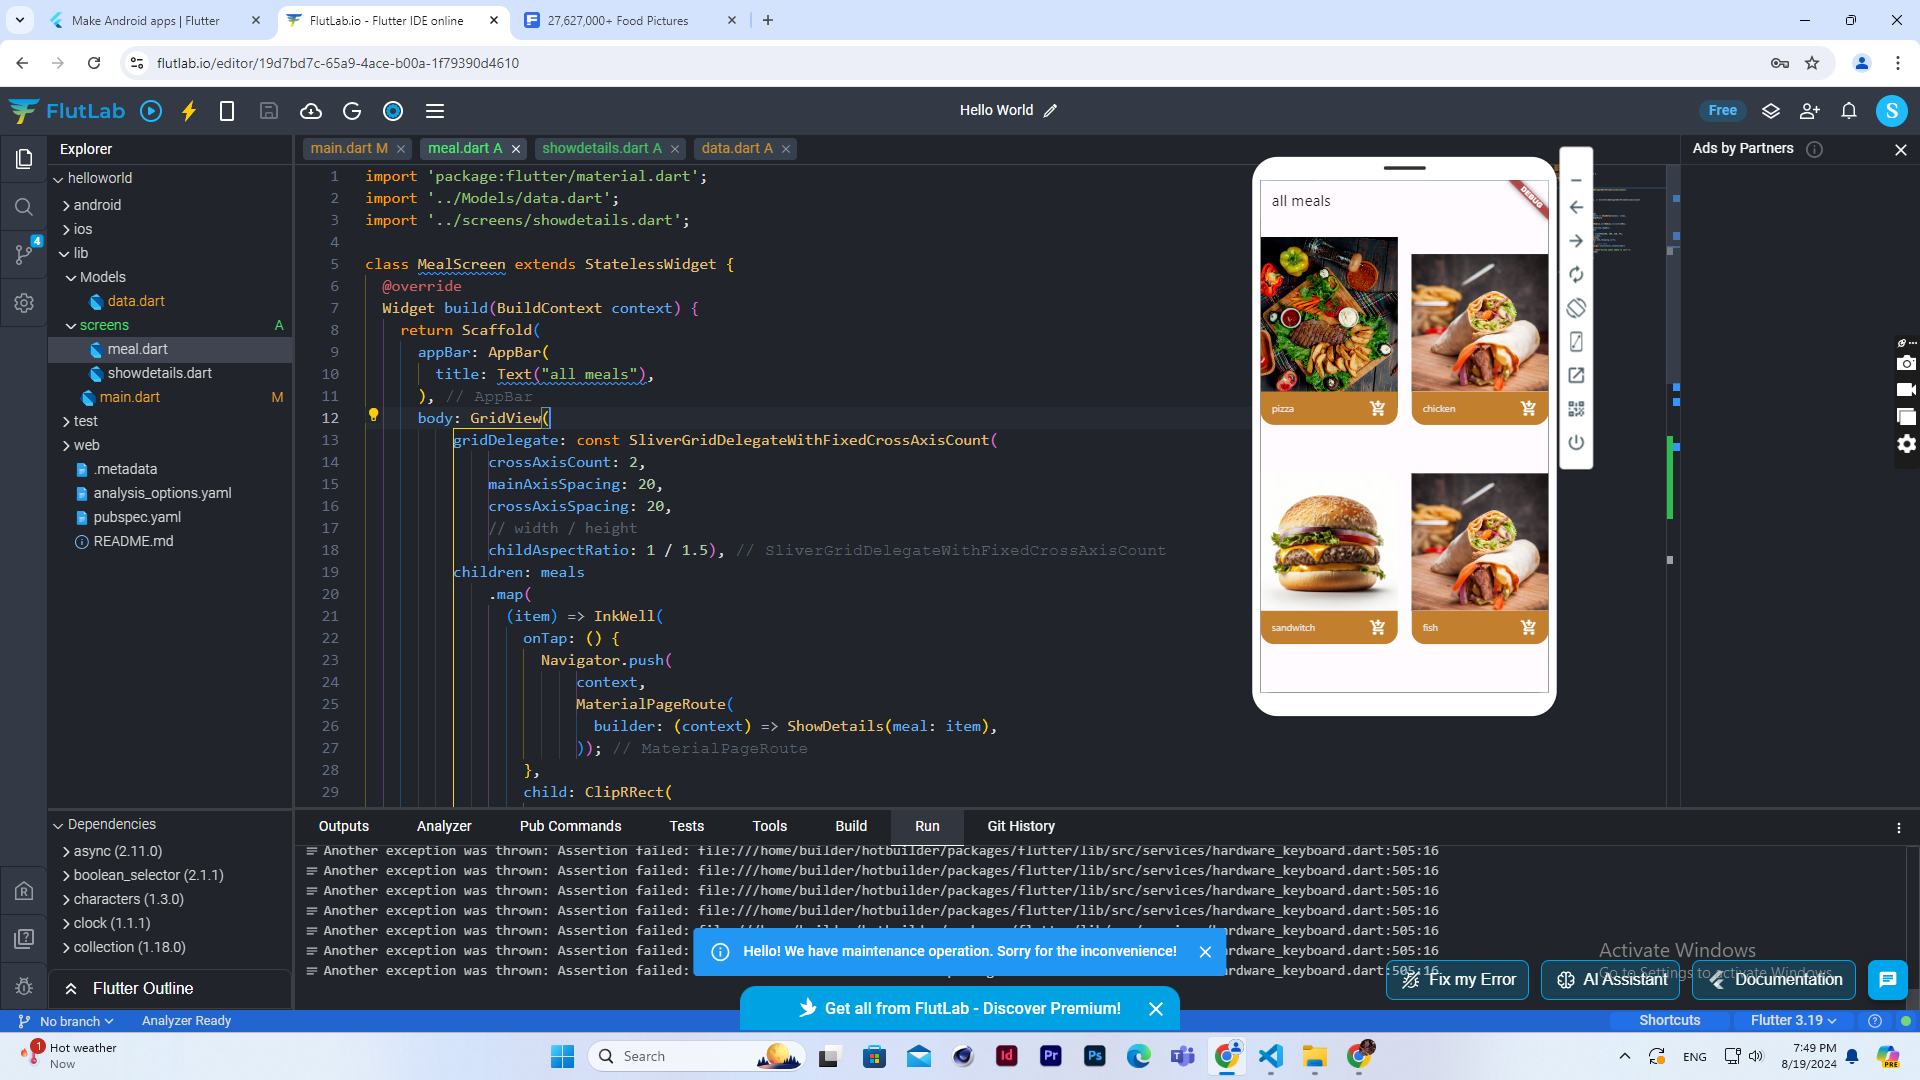 Make Android apps | Flutter
FlutLab.io - Flutter IDE online
27,627,000+ Food Pictures
flutlab.io/editor/19d7bd7c-65a9-4ace-b00a-1f79390d4610
FlutLab
Hello World
Free
S
Explorer
main.dart M
meal.dart A
showdetails.dart A
data.dart A
Ads by Partners
helloworld
android
ios
4
lib
Models
data.dart
screens A
meal.dart
showdetails.dart
main.dart M
test
web
.metadata
analysis_options.yaml
pubspec.yaml
README.md
1 import 'package:flutter/material.dart';
2 import '../Models/data.dart';
3 import '../screens/showdetails.dart';
4
5 class MealScreen extends StatelessWidget {
6 @override
7 Widget build(BuildContext context) {
8 return Scaffold(
9 appBar: AppBar(
10 title: Text("all meals"),
11 ), // AppBar
12 body: GridView(
13 gridDelegate: const SliverGridDelegateWithFixedCrossAxisCount(
14 crossAxisCount: 2,
15 mainAxisSpacing: 20,
16 crossAxisSpacing: 20,
17 // width / height
18 childAspectRatio: 1 / 1.5), // SliverGridDelegateWithFixedCrossAxisCount
19 children: meals
20 .map(
21 (item) => InkWell(
22 onTap: () {
23 Navigator.push(
24 context,
25 MaterialPageRoute(
26 builder: (context) => ShowDetails(meal: item),
27 )); // MaterialPageRoute
28 },
29 child: ClipRRect(
all meals
DEBUG
pizza
chicken
sandwitch
fish
Dependencies
async (2.11.0)
boolean_selector (2.1.1)
characters (1.3.0)
clock (1.1.1)
collection (1.18.0)
Flutter Outline
Outputs Analyzer Pub Commands Tests Tools Build Run Git History
Another exception was thrown: Assertion failed: file:///home/builder/hotbuilder/packages/flutter/lib/src/services/hardware_keyboard.dart:505:16
Another exception was thrown: Assertion failed: file:///home/builder/hotbuilder/packages/flutter/lib/src/services/hardware_keyboard.dart:505:16
Another exception was thrown: Assertion failed: file:///home/builder/hotbuilder/packages/flutter/lib/src/services/hardware_keyboard.dart:505:16
Another exception was thrown: Assertion failed: file:///home/builder/hotbuilder/packages/flutter/lib/src/services/hardware_keyboard.dart:505:16
Another exception was thrown: Assertion failed: rdware_keyboard.dart:505:16
Another exception was thrown: Assertion failed: rdware_keyboard.dart:505:16
Another exception was thrown: Assertion failed: rdware_keyboard.dart:505:16
Hello! We have maintenance operation. Sorry for the inconvenience!
Get all from FlutLab - Discover Premium!
Activate Windows
Go to Settings to activate Windows.
Fix my Error
AI Assistant
Documentation
No branch
Analyzer Ready
Shortcuts
Flutter 3.19
1
Hot weather
Now
Search
Id
Pr
Ps
ENG
7:49 PM
8/19/2024
PRE